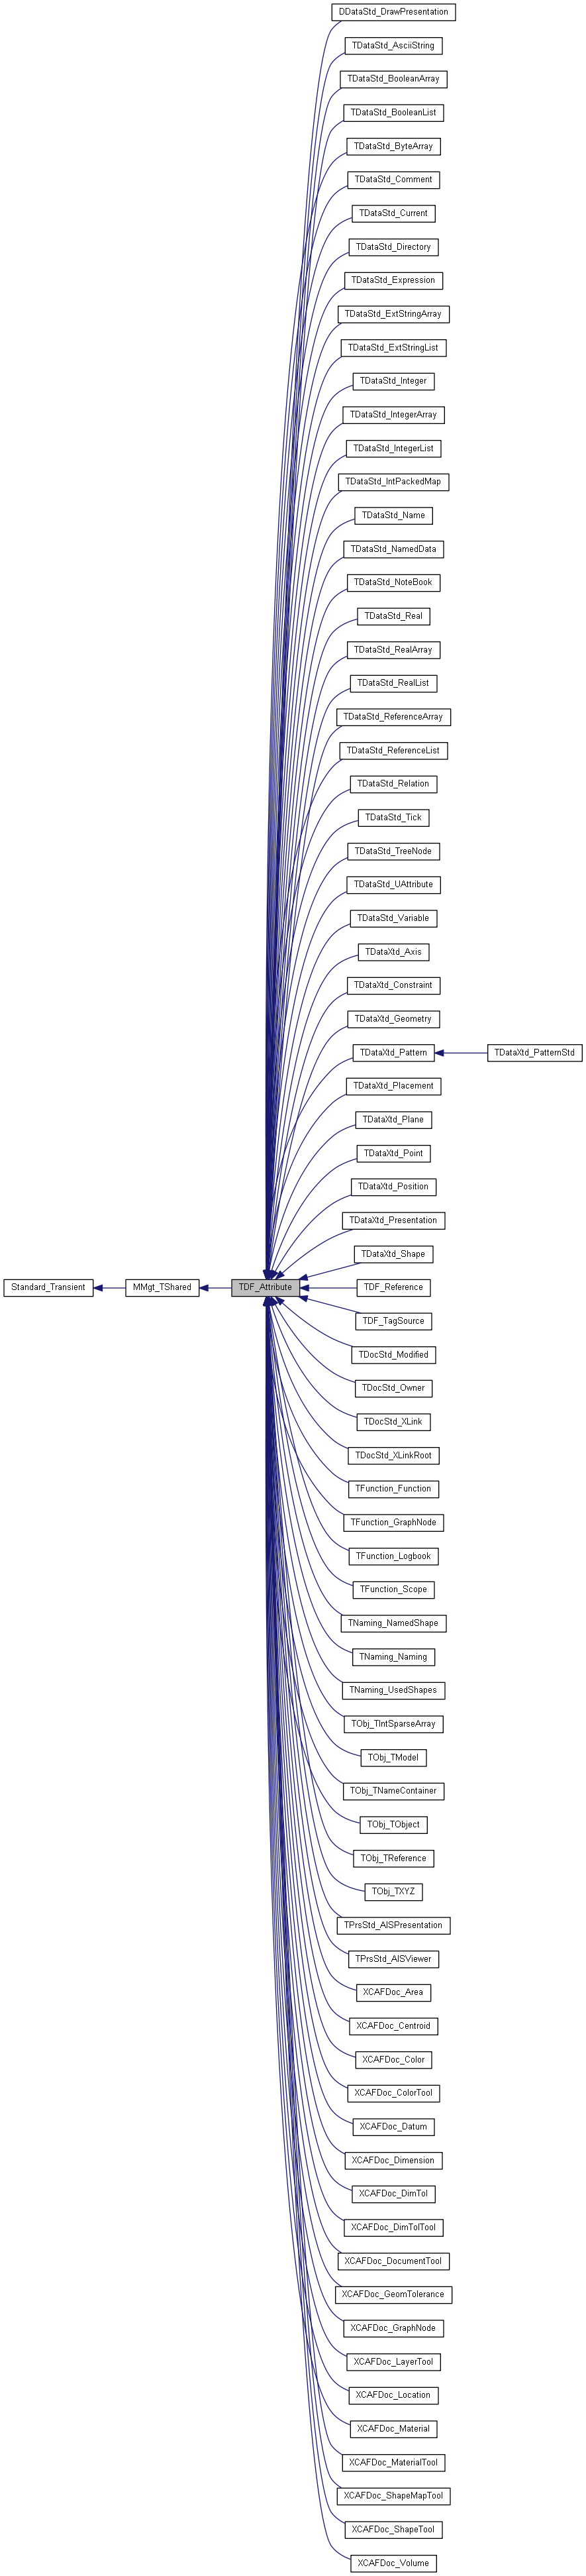 DDataStd_DrawPresentation
TDataStd_AsciiString
TDataStd_BooleanArray
TDataStd_BooleanList
TDataStd_ByteArray
TDataStd_Comment
TDataStd_Current
TDataStd_Directory
TDataStd_Expression
TDataStd_ExtStringArray
TDataStd_ExtStringList
TDataStd_Integer
TDataStd_IntegerArray
TDataStd_IntegerList
TDataStd_IntPackedMap
TDataStd_Name
TDataStd_NamedData
TDataStd_NoteBook
TDataStd_Real
TDataStd_RealArray
TDataStd_RealList
TDataStd_ReferenceArray
TDataStd_ReferenceList
TDataStd_Relation
TDataStd_Tick
TDataStd_TreeNode
TDataStd_UAttribute
TDataStd_Variable
TDataXtd_Axis
TDataXtd_Constraint
TDataXtd_Geometry
TDataXtd_Pattern
TDataXtd_PatternStd
TDataXtd_Placement
TDataXtd_Plane
TDataXtd_Point
TDataXtd_Position
TDataXtd_Presentation
TDataXtd_Shape
Standard_Transient
MMgt_TShared
TDF_Attribute
TDF_Reference
TDF_TagSource
TDocStd_Modified
TDocStd_Owner
TDocStd_XLink
TDocStd_XLinkRoot
TFunction_Function
TFunction_GraphNode
TFunction_Logbook
TFunction_Scope
TNaming_NamedShape
TNaming_Naming
TNaming_UsedShapes
TObj_TIntSparseArray
TObj_TModel
TObj_TNameContainer
TObj_TObject
TObj_TReference
TObj_TXYZ
TPrsStd_AISPresentation
TPrsStd_AISViewer
XCAFDoc_Area
XCAFDoc_Centroid
XCAFDoc_Color
XCAFDoc_ColorTool
XCAFDoc_Datum
XCAFDoc_Dimension
XCAFDoc_DimTol
XCAFDoc_DimTolTool
XCAFDoc_DocumentTool
XCAFDoc_GeomTolerance
XCAFDoc_GraphNode
XCAFDoc_LayerTool
XCAFDoc_Location
XCAFDoc_Material
XCAFDoc_MaterialTool
XCAFDoc_ShapeMapTool
XCAFDoc_ShapeTool
XCAFDoc_Volume